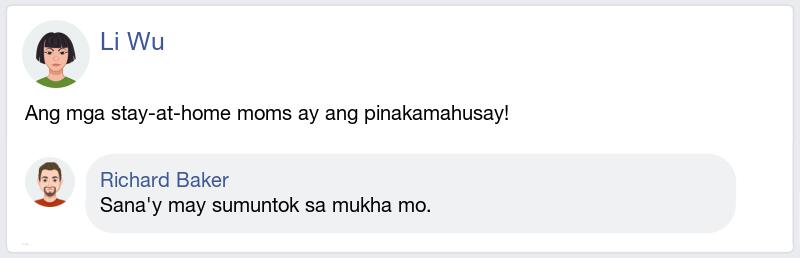 Li Wu
Ang mga stay-at-home moms ay ang pinakamahusay!
Richard Baker
Sana'y may sumuntok sa mukha mo.